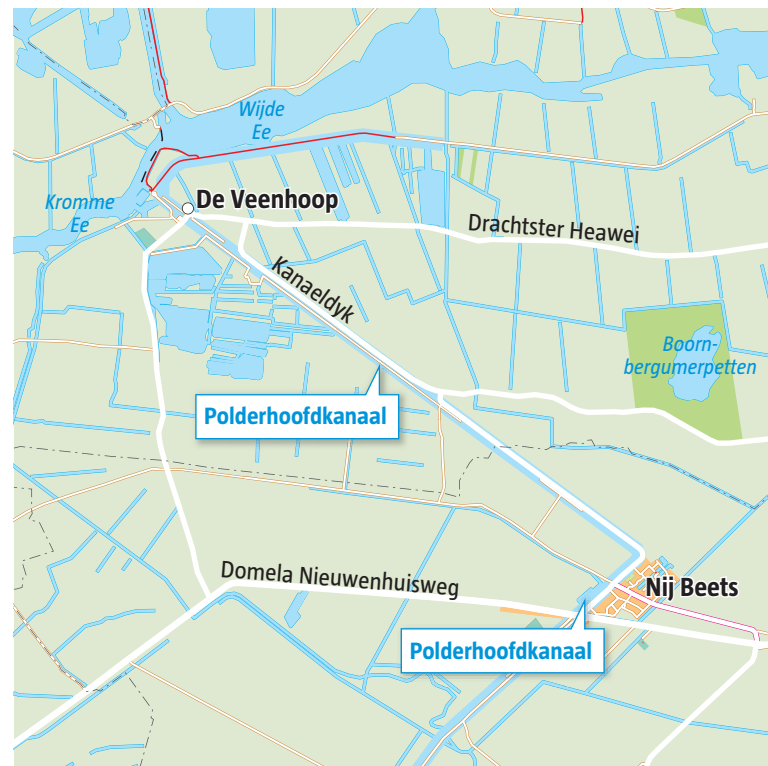 Wijde
Ee
Kromme
Ee
De Veenhoop
Drachtster Heawei
Kanaeldyk
Boorn-
bergumerpetten
Polderhoofdkanaal
Domela Nieuwenhuisweg
Nij Beets
Polderhoofdkanaal